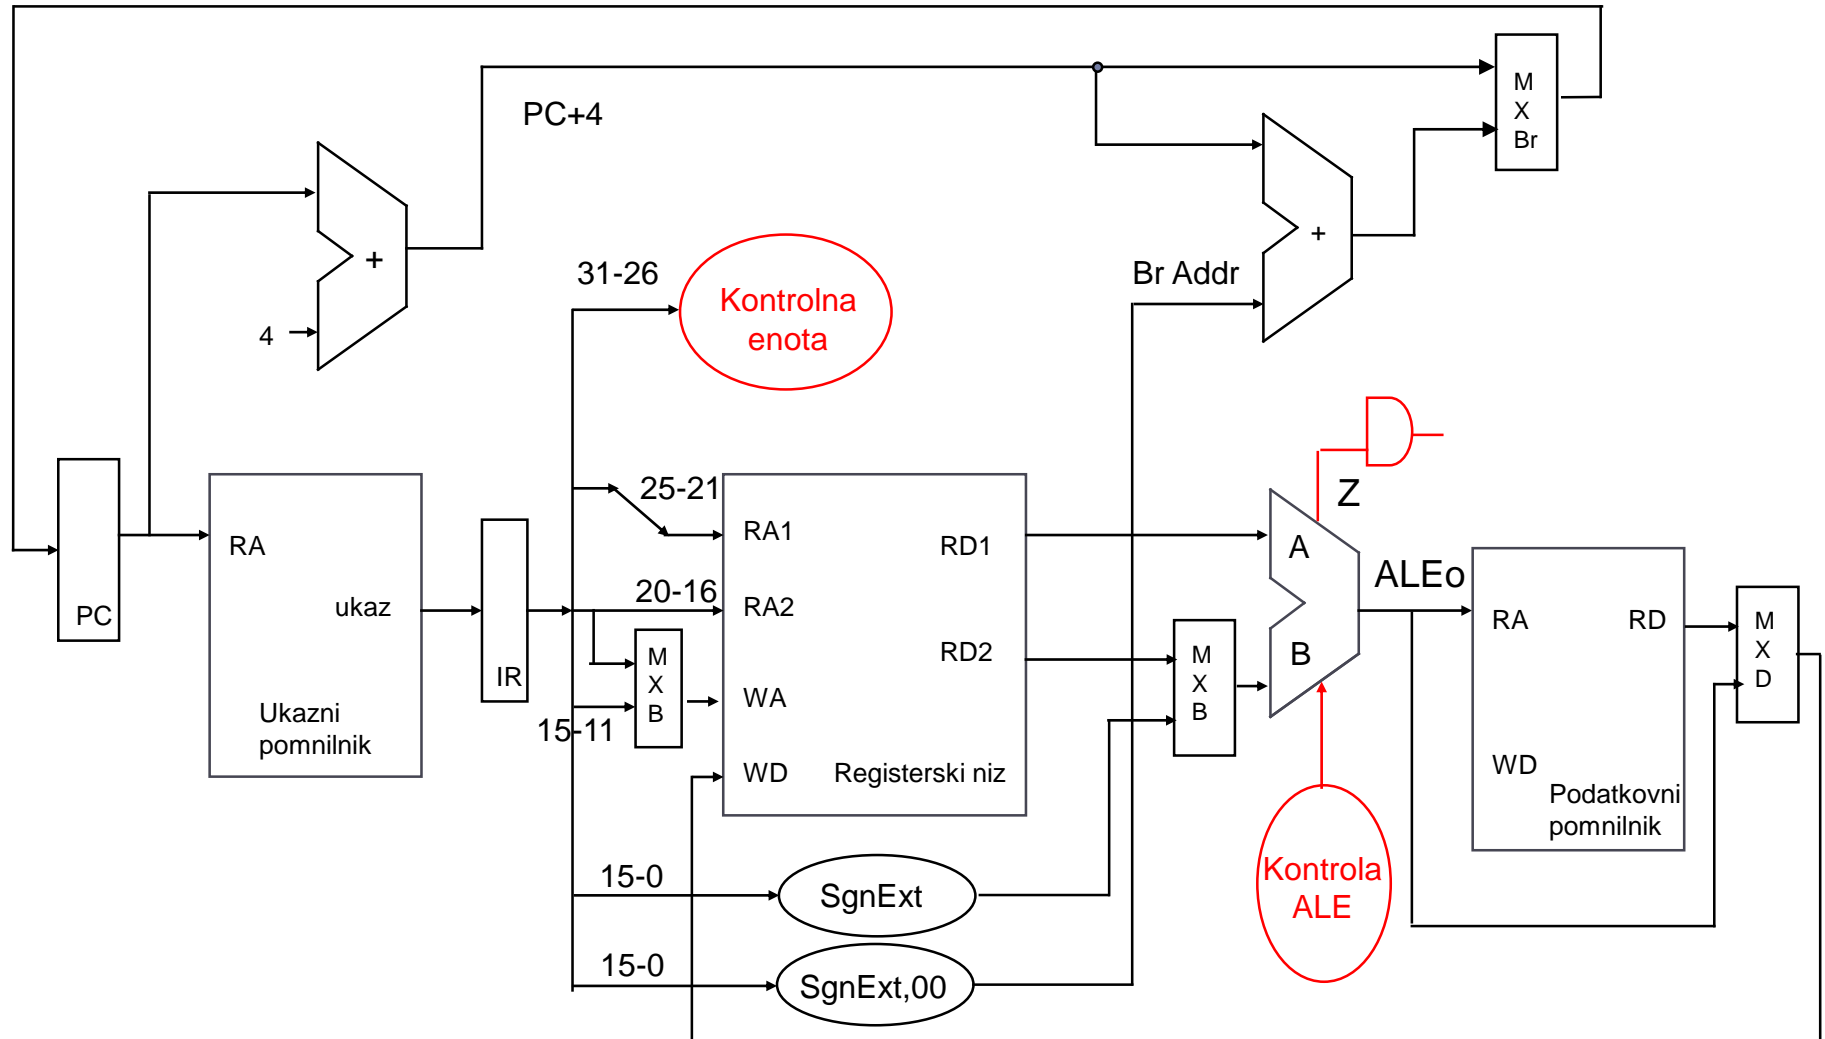 M
X
Br
PC+4
+
+
31-26
Br Addr
Kontrolna
enota
4
25-21
Z
RA
RA1
RD1
A
ALEo
PC
ukaz
20-16
RA2
RA
RD
M
X
D
IR
M
X
B
RD2
M
X
B
B
WA
15-11
Ukazni
pomnilnik
WD
Registerski niz
WD
Podatkovni
pomnilnik
15-0
SgnExt
Kontrola
ALE
15-0
SgnExt,00